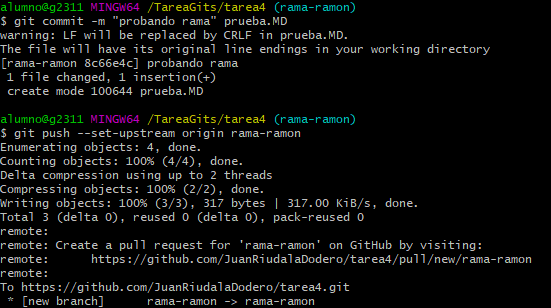 alumno@g2311 MINGW64 /TareaGits/tarea4 (rama-ramon)
$ git commit -m "probando rama" prueba.MD
warning: LF will be replaced by CRLF in prueba.MD.
The file will have its original line endings in your working directory
[rama-ramon 8c66e4c] probando rama
 1 file changed, 1 insertion(+)
 create mode 100644 prueba.MD

alumno@g2311 MINGW64 /TareaGits/tarea4 (rama-ramon)
$ git push --set-upstream origin rama-ramon
Enumerating objects: 4, done.
Counting objects: 100% (4/4), done.
Delta compression using up to 2 threads
Compressing objects: 100% (2/2), done.
Writing objects: 100% (3/3), 317 bytes | 317.00 KiB/s, done.
Total 3 (delta 0), reused 0 (delta 0), pack-reused 0
remote:
remote: Create a pull request for 'rama-ramon' on GitHub by visiting:
remote:      https://github.com/JuanRiudalaDodero/tarea4/pull/new/rama-ramon
remote:
To https://github.com/JuanRiudalaDodero/tarea4.git
 * [new branch]      rama-ramon -> rama-ramon